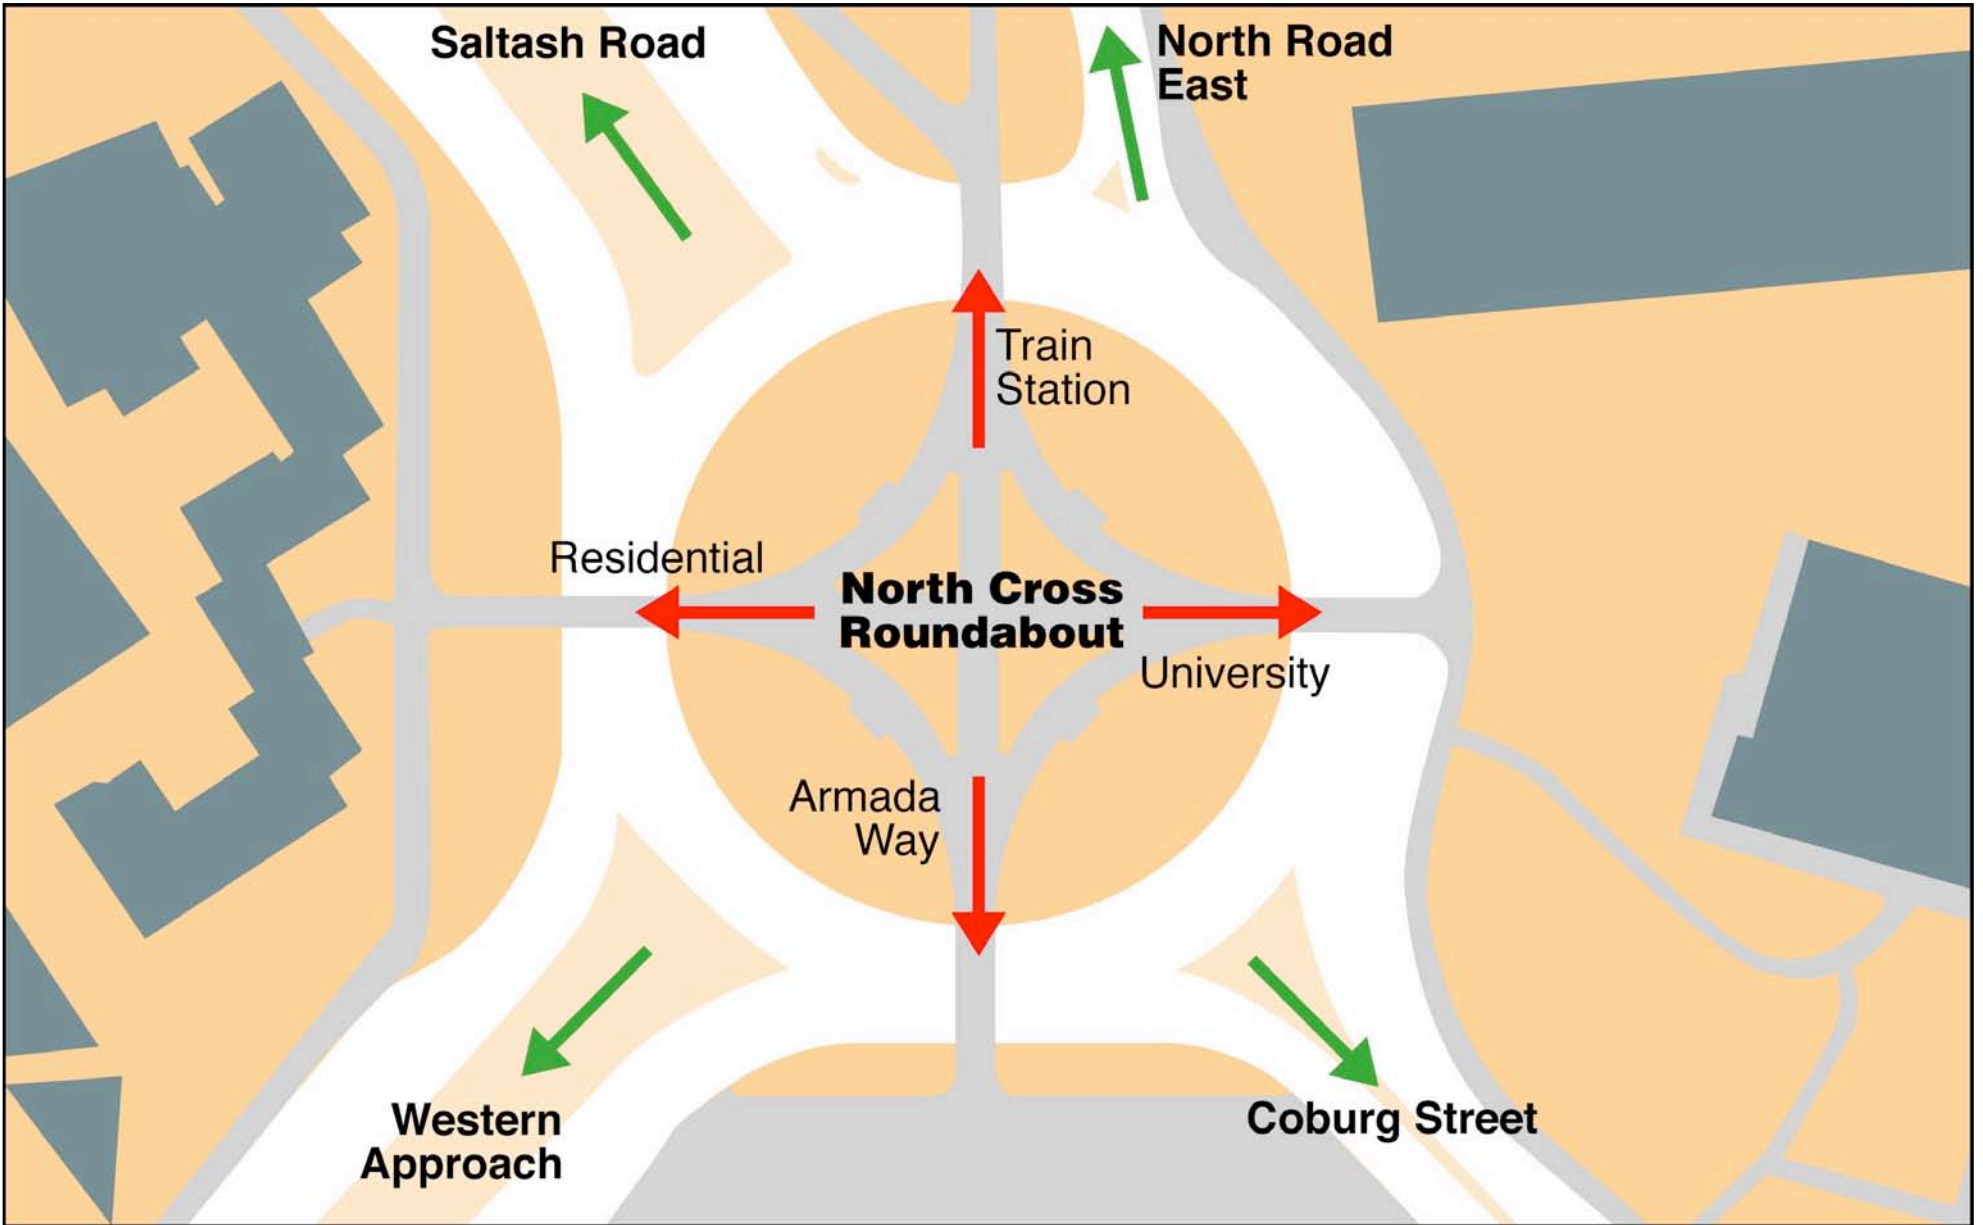 Saltash Road
North Road
East
Train
Station
Residential
North Cross
Roundabout
University
Armada
Way
Western
Approach
Coburg Street